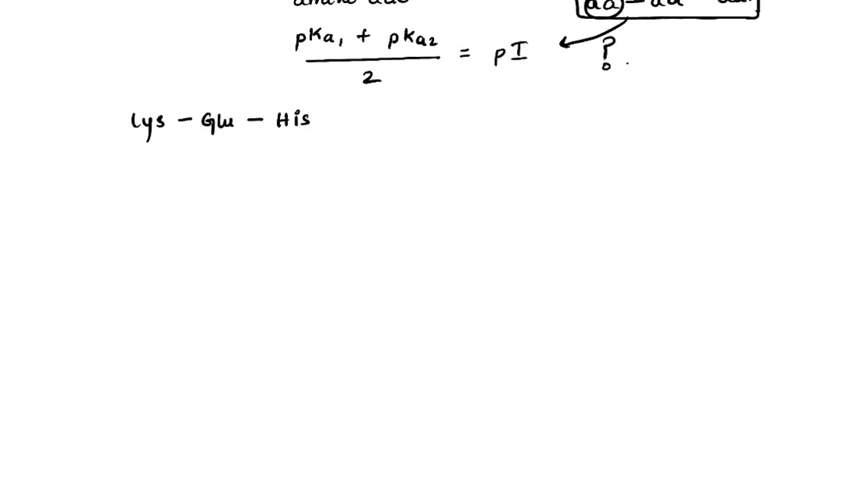 pKa1 + pKa2
2
= pI
?
Lys - Glu - His